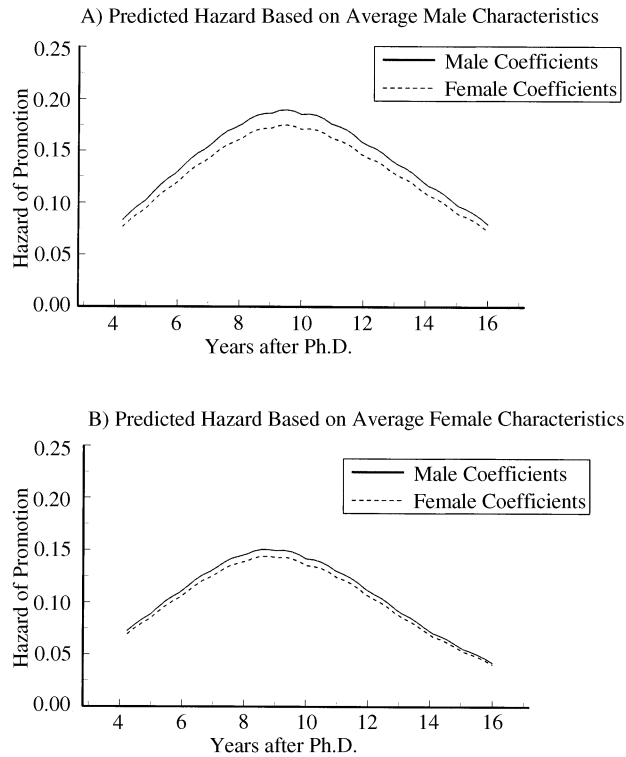 A) Predicted Hazard Based on Average Male Characteristics
0.25
0.20
0.15
0.10
0.05
0.00
Hazard of Promotion
Male Coefficients
Female Coefficients
4 6 8 10 12 14 16
Years after Ph.D.
B) Predicted Hazard Based on Average Female Characteristics
0.25
0.20
0.15
0.10
0.05
0.00
Hazard of Promotion
Male Coefficients
Female Coefficients
4 6 8 10 12 14 16
Years after Ph.D.